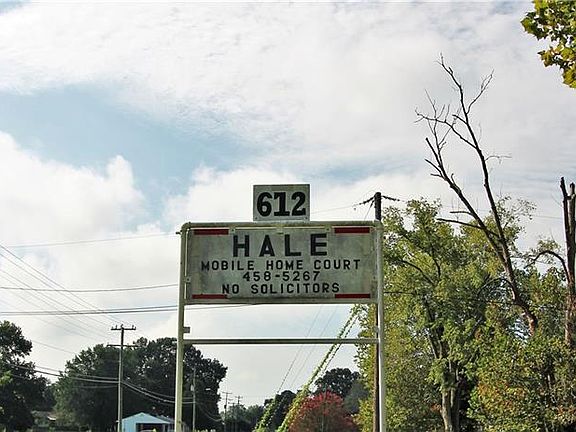 612
HALE
MOBILE HOME COURT
458-5267
NO SOLICITORS